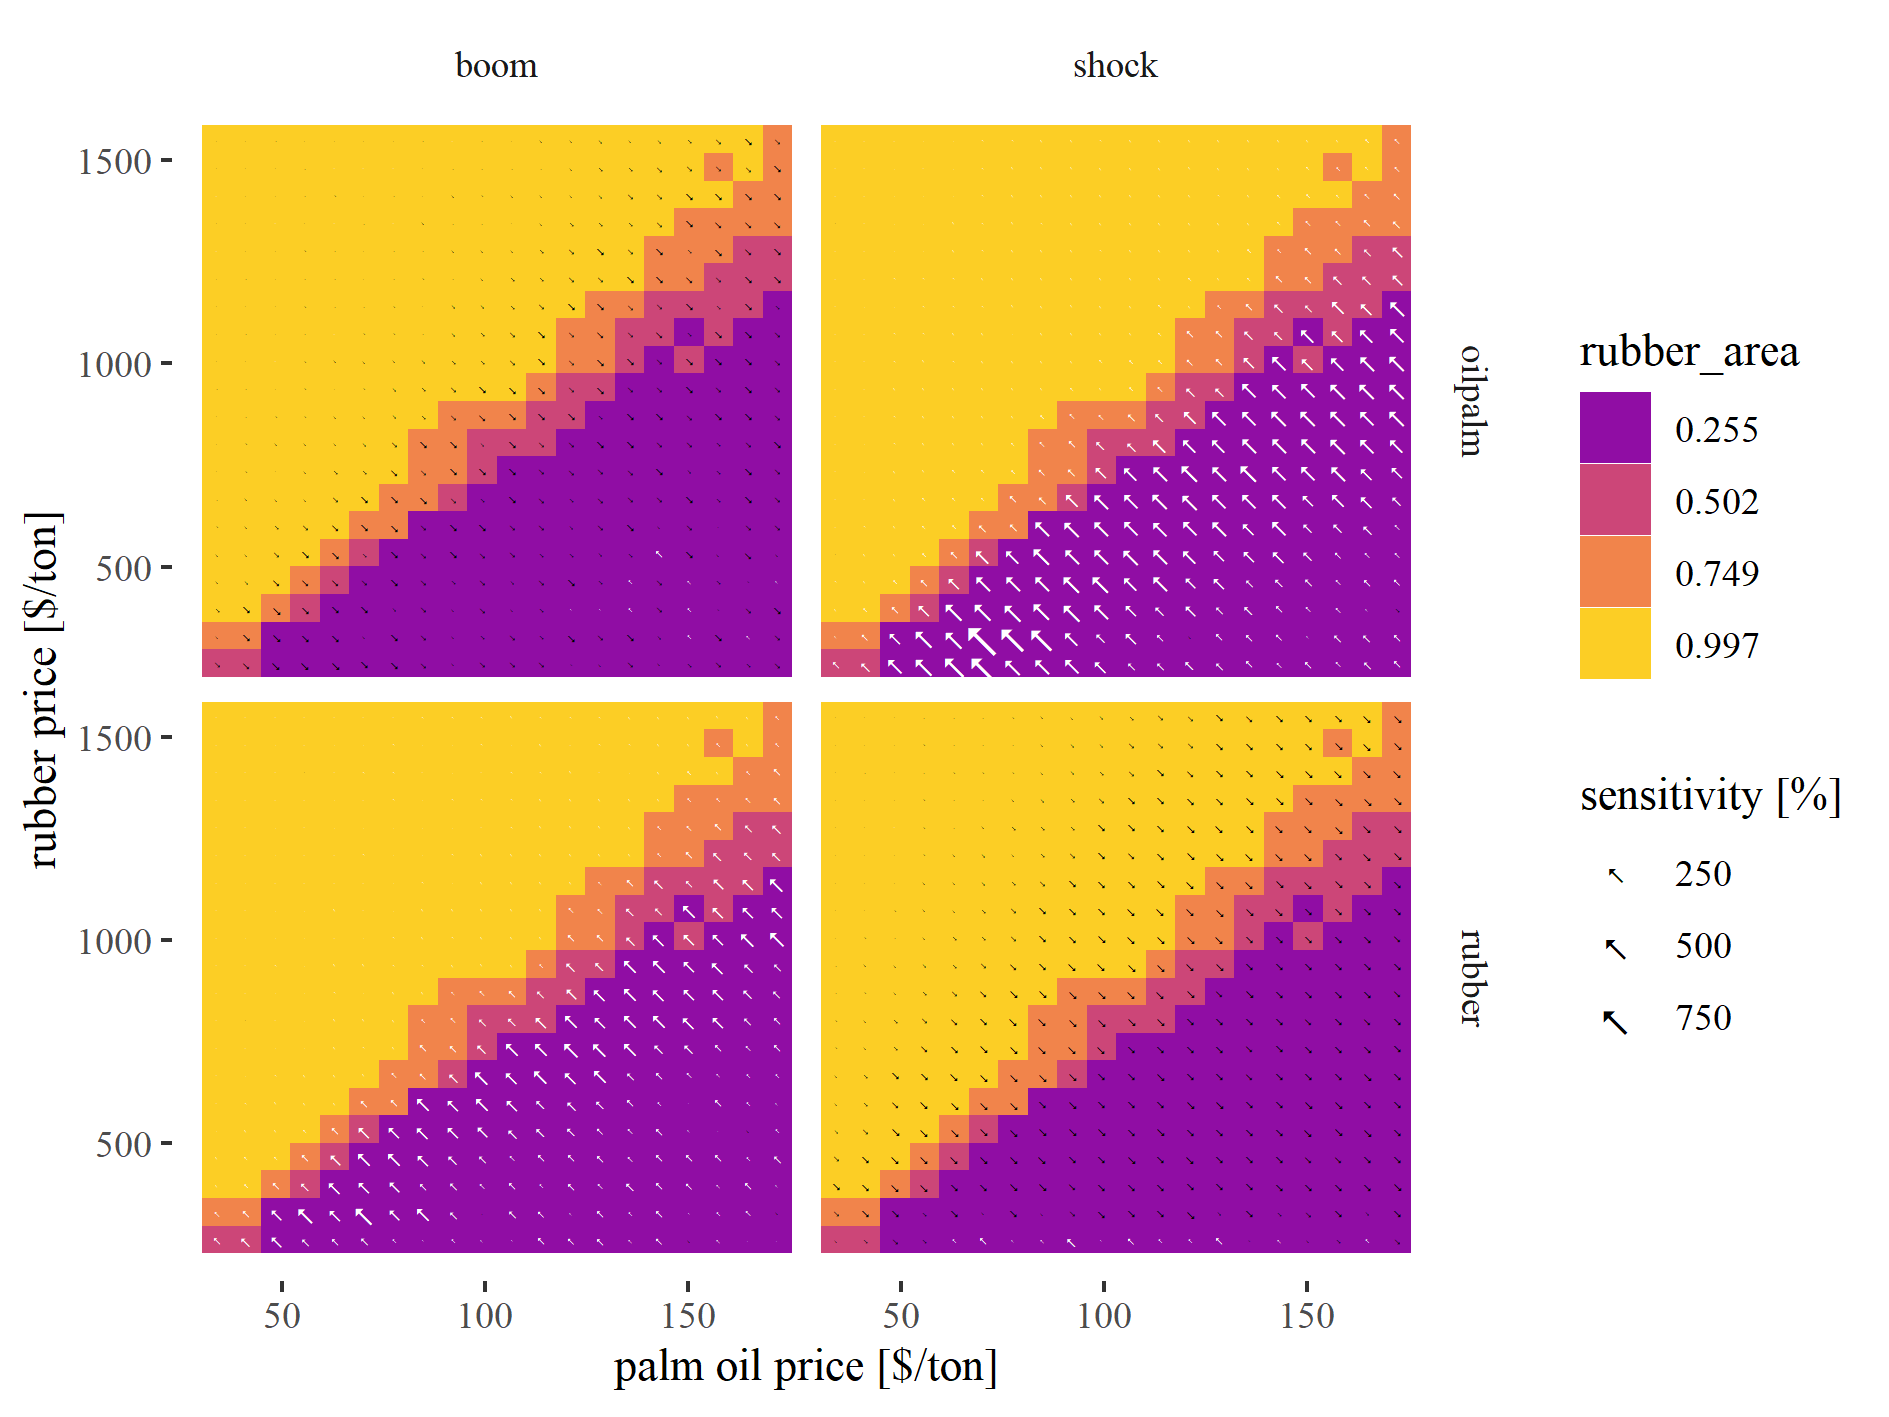 boom
shock
1500
1000
500
oilpalm
1500
1000
500
rubber
50
100
150
50
100
150
palm oil price [$/ton]
rubber price [$/ton]
rubber_area
0.255
0.502
0.749
0.997
sensitivity [%]
250
500
750